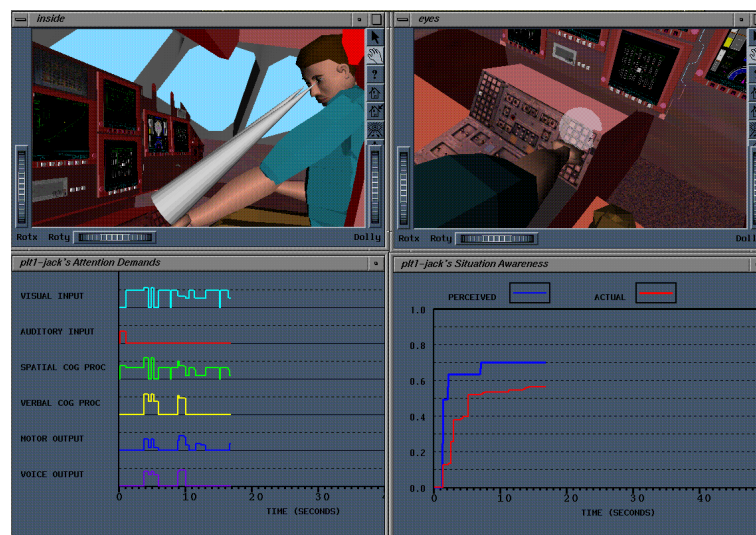 inside
eyes
?
Rotx Roty
Dolly
Rotx Roty
Doll
plt1-jack's Attention Demands
VISUAL INPUT
AUDITORY INPUT
SPATIAL COG PROC
VERBAL COG PROC
MOTOR OUTPUT
VOICE OUTPUT
0 10 20 30 4
TIME (SECONDS)
plt1-jack's Situation Awareness
PERCEIVED
ACTUAL
1.0
0.8
0.6
0.4
0.2
0.0
0 10 20 30 40
TIME (SECONDS)